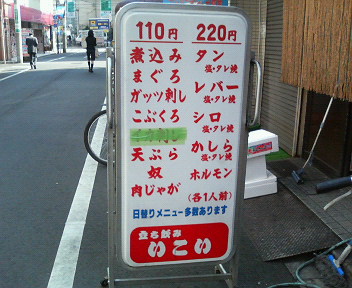 110円
煮込み
まぐろ
ガッツ刺し
こぶくろ
天ぷら
奴
肉じゃが
220円
タン
塩・タレ焼
レバー
塩・タレ焼
シロ
塩・タレ焼
かしら
塩・タレ焼
ホルモン
(各1人前)
日替りメニュー多数あります
立ち飲み
いこい